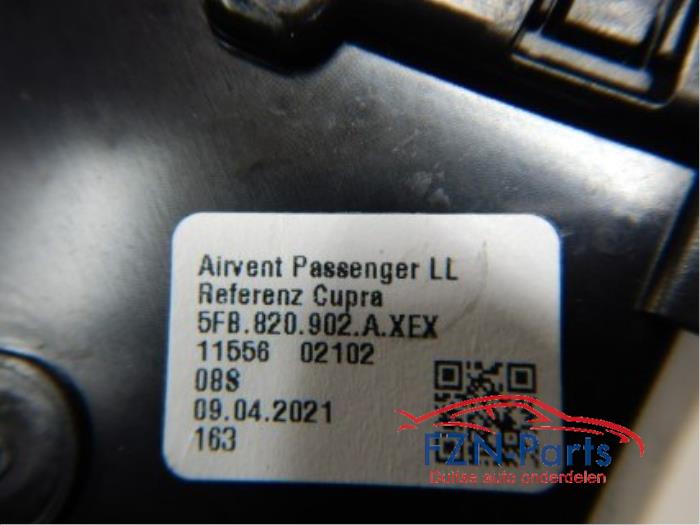 Airvent Passenger LL
Referenz Cupra
5FB.820.902.A.XEX
11556 02102
08S
09.04.2021
163
FZN-Parts
Duitse auto onderdelen